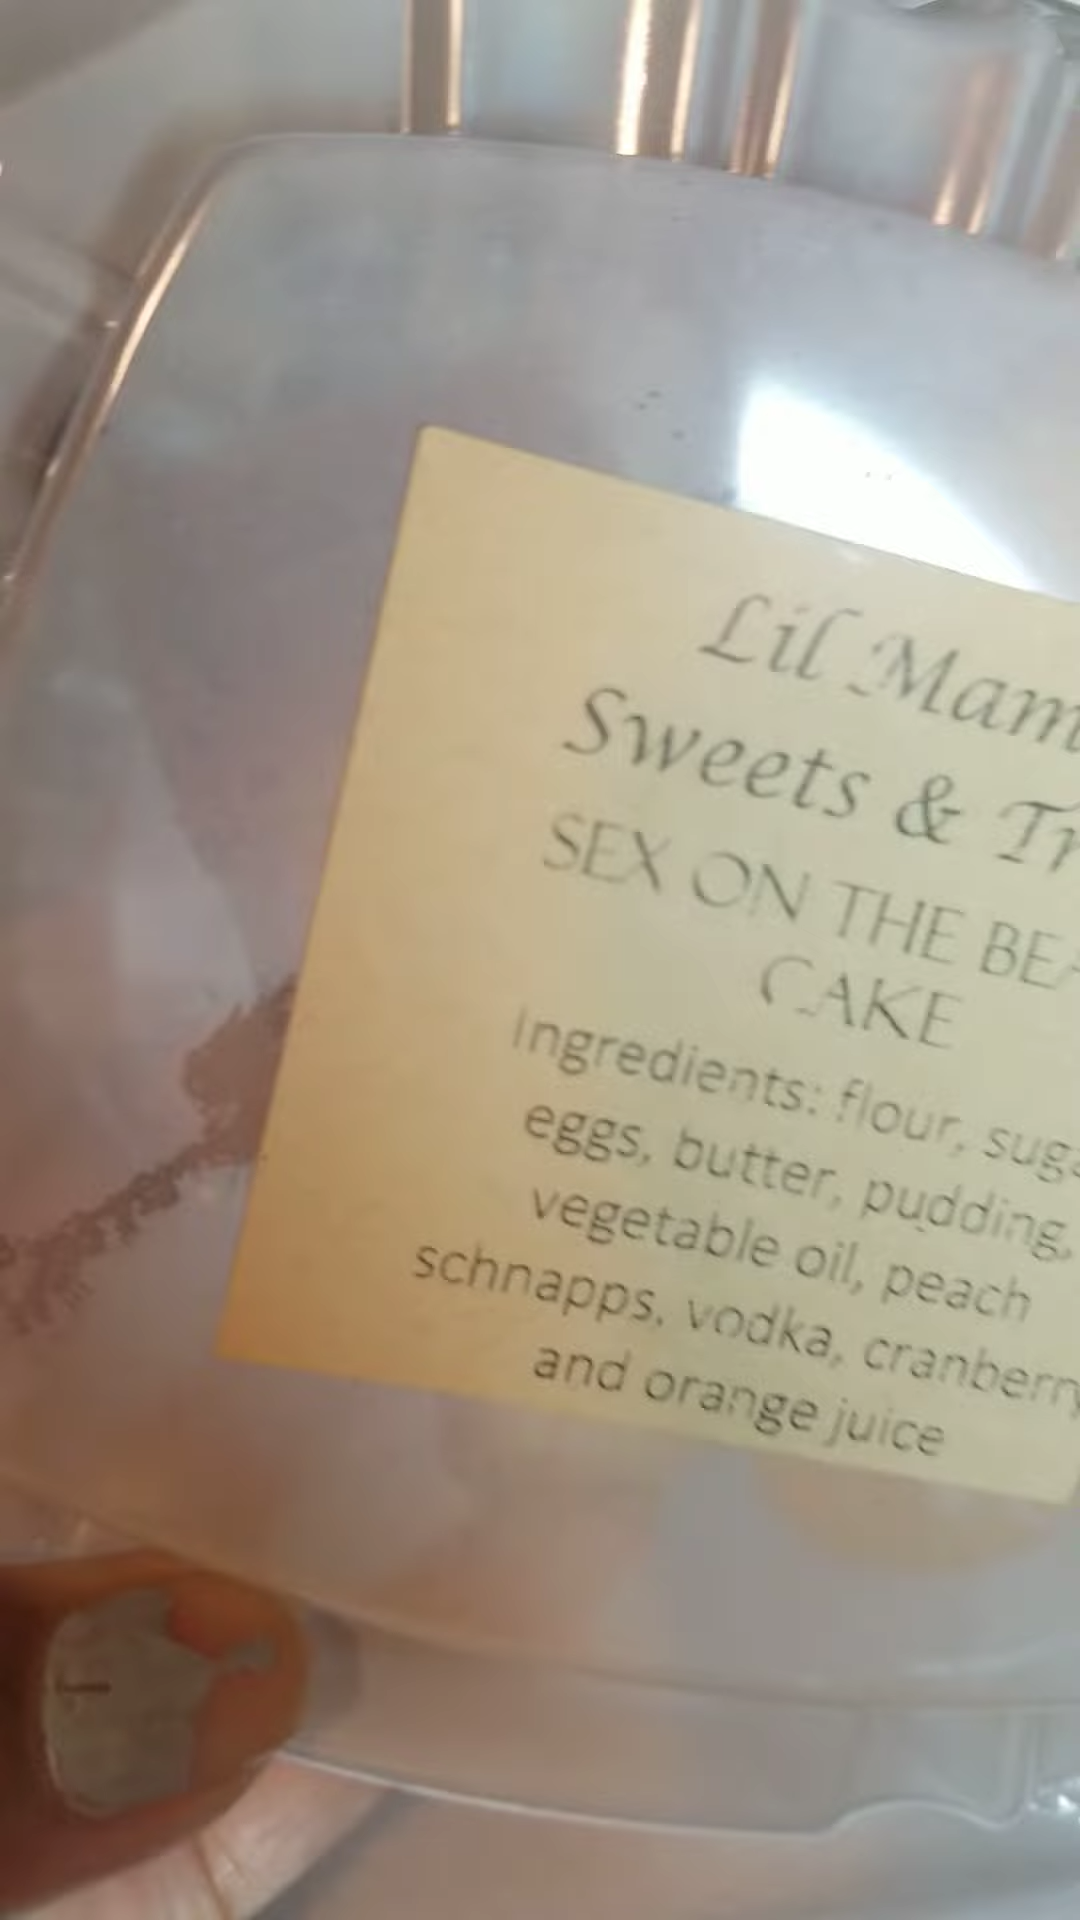 Lil Mam
Sweets & Tr
SEX ON THE BEA
CAKE
Ingredients: flour, suga
eggs, butter, pudding,
vegetable oil, peach
schnapps, vodka, cranberry
and orange juice